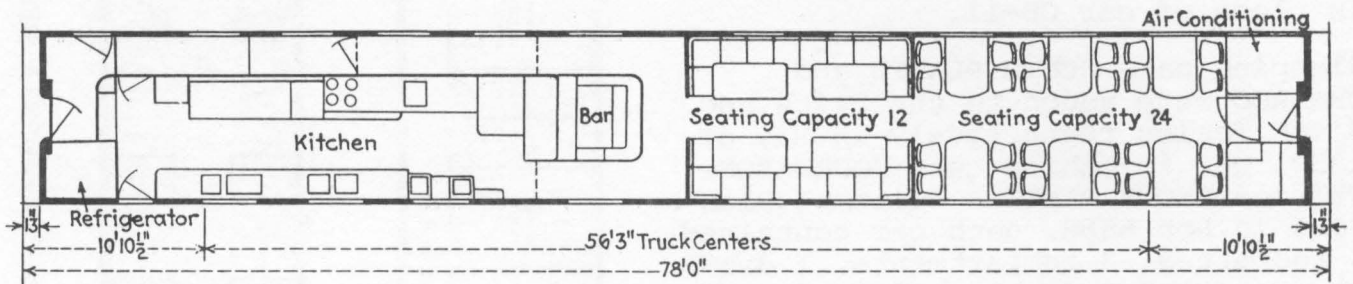 Air Conditioning
Bar
Seating Capacity 12
Seating Capacity 24
Kitchen
Refrigerator
13"
13"
10'10½"
56'3" Truck Centers
10'10½"
78'0"